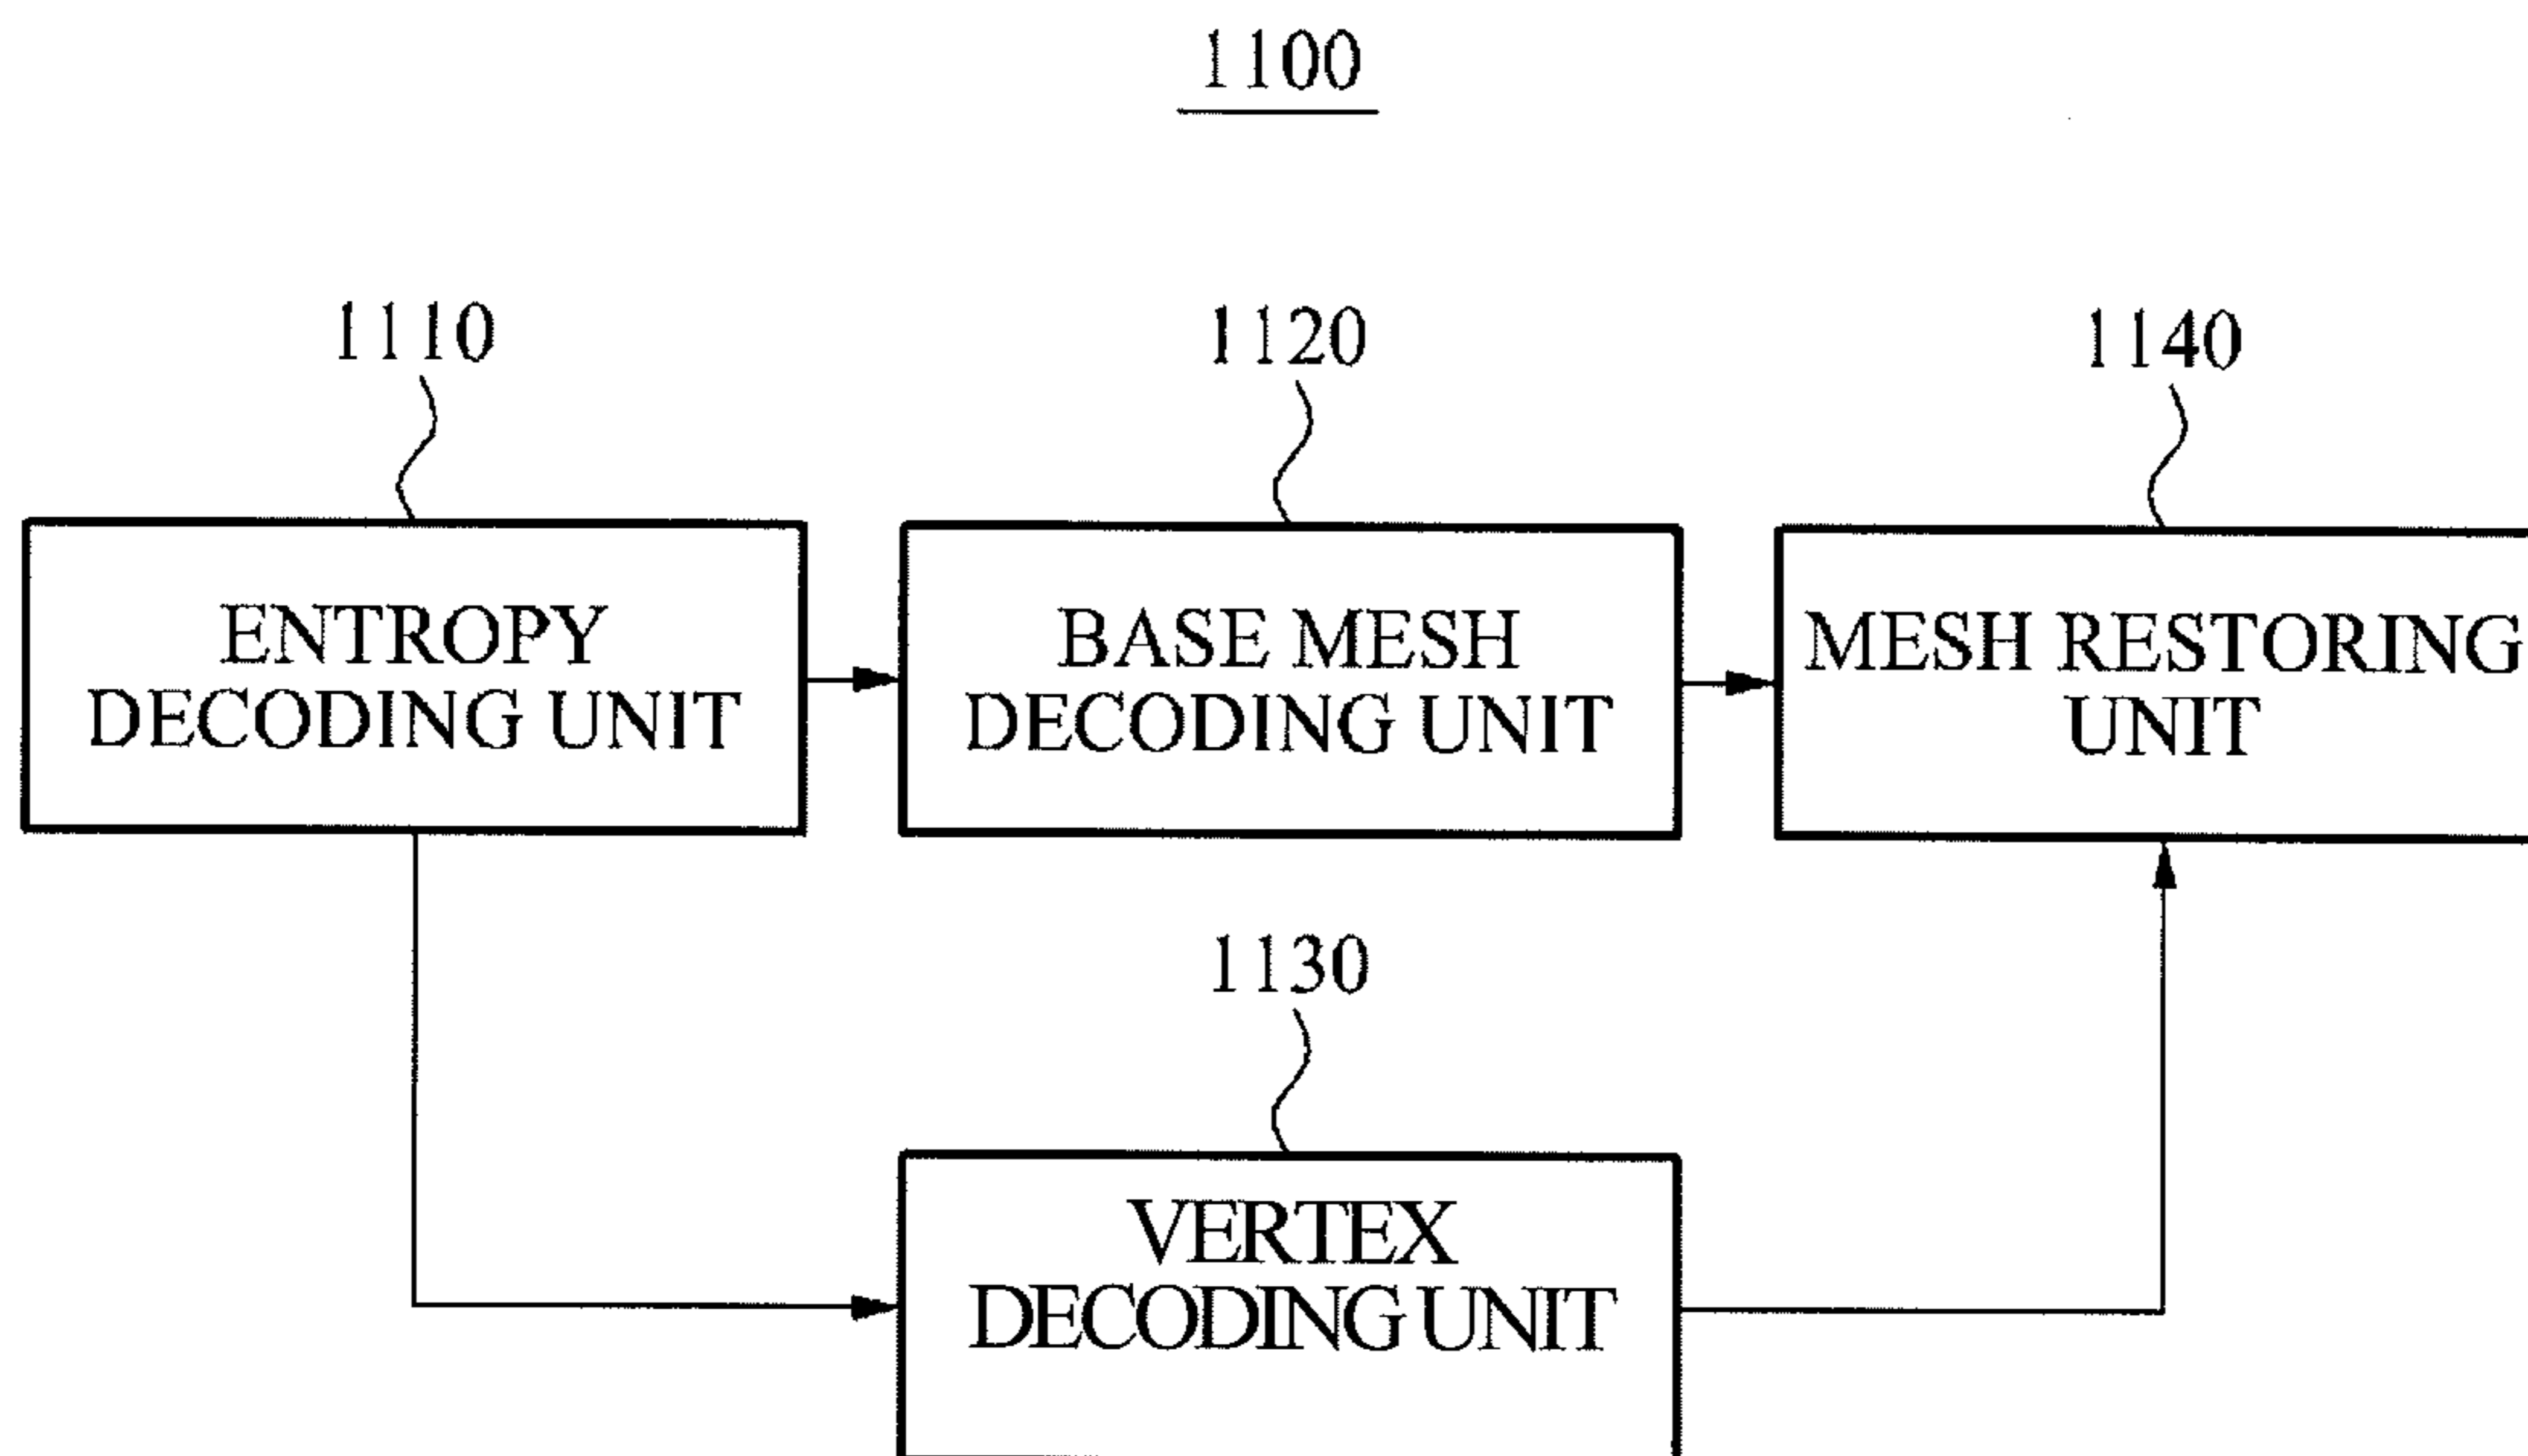 1100
1110
1120
1140
ENTROPY
DECODING UNIT
BASE MESH
DECODING UNIT
MESH RESTORING
UNIT
1130
VERTEX
DECODING UNIT